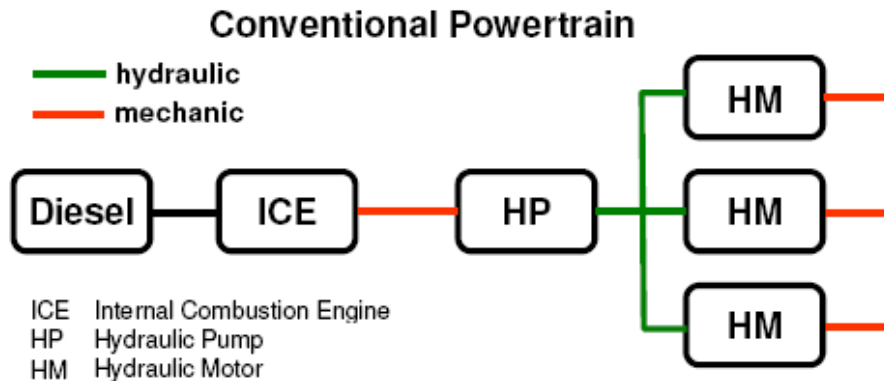 Conventional Powertrain
hydraulic
mechanic
HM
Diesel
ICE
HP
HM
HM
ICE Internal Combustion Engine
HP Hydraulic Pump
HM Hydraulic Motor